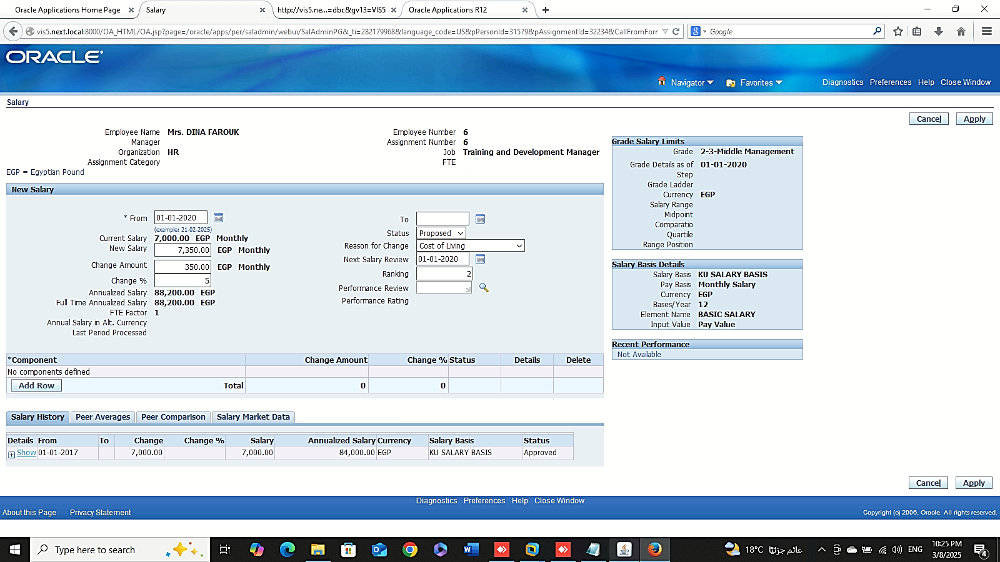 Oracle Applications Home Page
Salary
http://vis5.ne...=dbc&gv13=VIS5
Oracle Applications R12
vis5.next.local:8000/OA_HTML/OA.jsp?page=/oracle/apps/per/saladmin/webui/SalAdminPG&_ti=282179968&language_code=US&pPersonId=31579&pAssignmentId=32234&CallFromForr
Google
ORACLE
Navigator
Favorites
Diagnostics Preferences Help Close Window
Salary
Cancel Apply
Employee Name Mrs. DINA FAROUK
Manager
Organization HR
Assignment Category
EGP = Egyptian Pound
Employee Number 6
Assignment Number 6
Job Training and Development Manager
FTE
New Salary
* From 01-01-2020
(example: 21-02-2025)
Current Salary 7,000.00 EGP Monthly
New Salary 7,350.00 EGP Monthly
Change Amount 350.00 EGP Monthly
Change % 5
Annualized Salary 88,200.00 EGP
Full Time Annualized Salary 88,200.00 EGP
FTE Factor 1
Annual Salary in Alt. Currency
Last Period Processed
To
Status Proposed
Reason for Change Cost of Living
Next Salary Review 01-01-2020
Ranking 2
Performance Review
Performance Rating
Grade Salary Limits
Grade 2-3-Middle Management
Grade Details as of 01-01-2020
Step
Grade Ladder
Currency EGP
Salary Range
Midpoint
Comparatio
Quartile
Range Position
Salary Basis Details
Salary Basis KU SALARY BASIS
Pay Basis Monthly Salary
Currency EGP
Bases/Year 12
Element Name BASIC SALARY
Input Value Pay Value
Recent Performance
Not Available
*Component Change Amount Change % Status Details Delete
No components defined
Add Row Total 0 0
Salary History Peer Averages Peer Comparison Salary Market Data
Details From To Change Change % Salary Annualized Salary Currency Salary Basis Status
Show 01-01-2017 7,000.00 7,000.00 84,000.00 EGP KU SALARY BASIS Approved
Cancel Apply
Diagnostics Preferences Help Close Window
About this Page Privacy Statement
Copyright (c) 2006, Oracle. All rights reserved.
Type here to search
18°C غائم جزئيًا
ENG
10:25 PM
3/8/2025
4